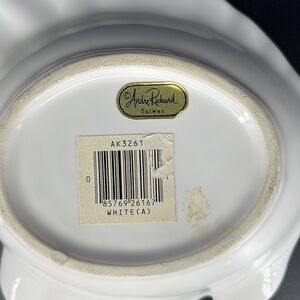 © Andre Richard
Taiwan
AK3261
0
85769 26167
WHITE(A)